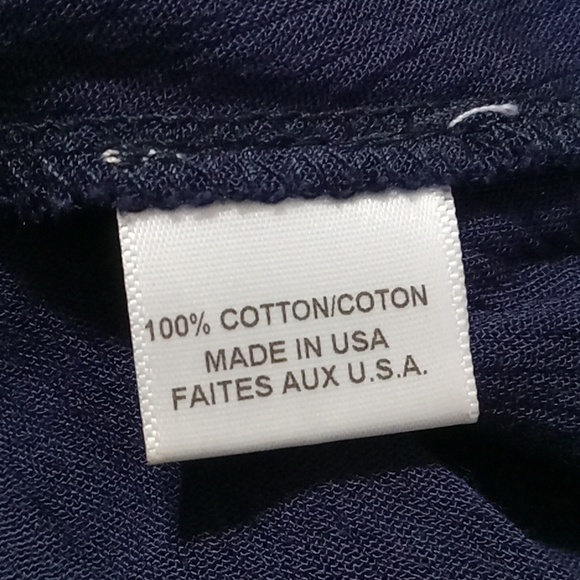 100% COTTON/COTON
MADE IN USA
FAITES AUX U.S.A.